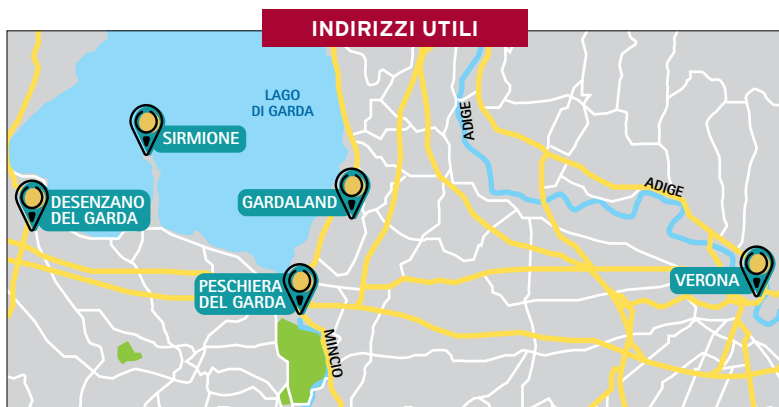 INDIRIZZI UTILI
LAGO
DI GARDA
ADIGE
SIRMIONE
ADIGE
DESENZANO
DEL GARDA
GARDALAND
PESCHIERA
DEL GARDA
VERONA
MINCIO